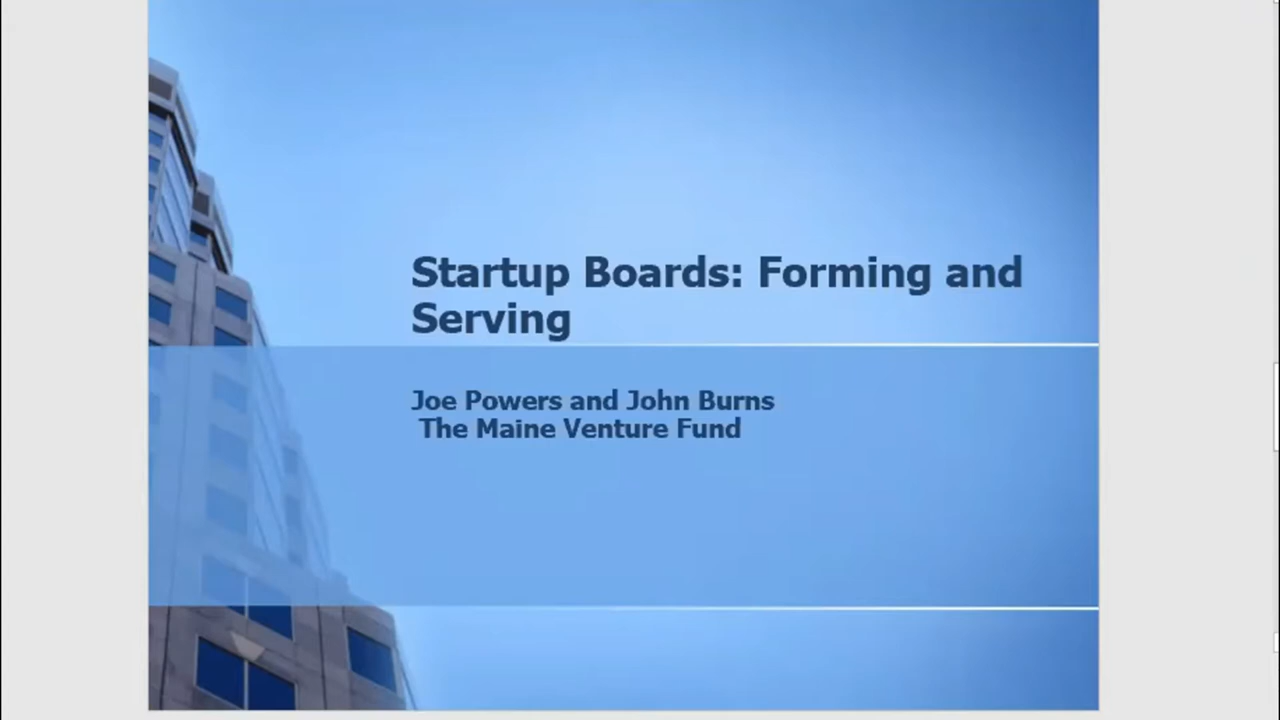 Startup Boards: Forming and
Serving
Joe Powers and John Burns
The Maine Venture Fund